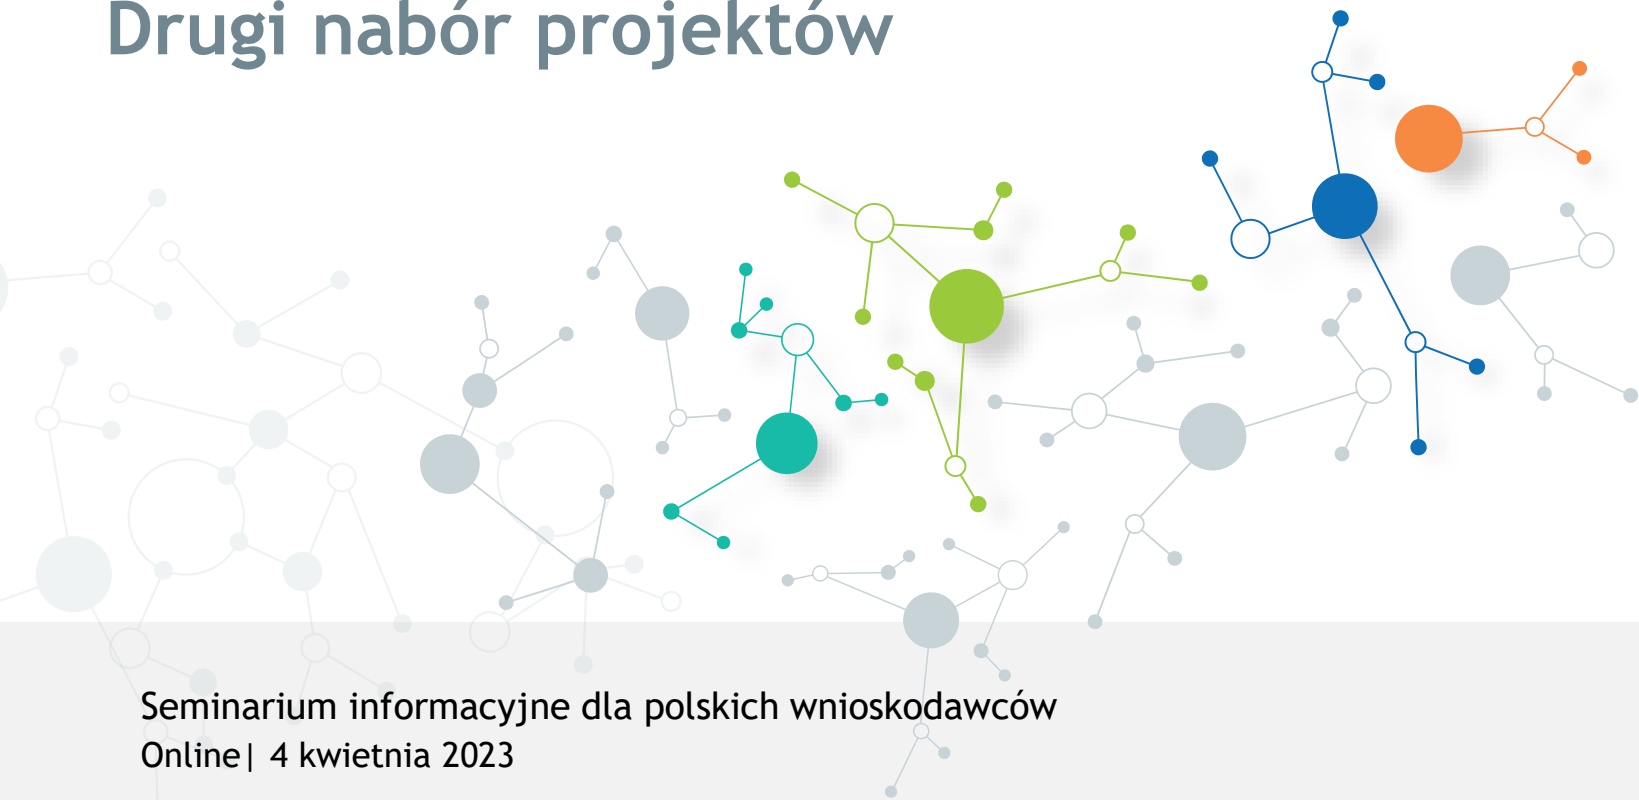 Drugi nabór projektów
Seminarium informacyjne dla polskich wnioskodawców
Online| 4 kwietnia 2023